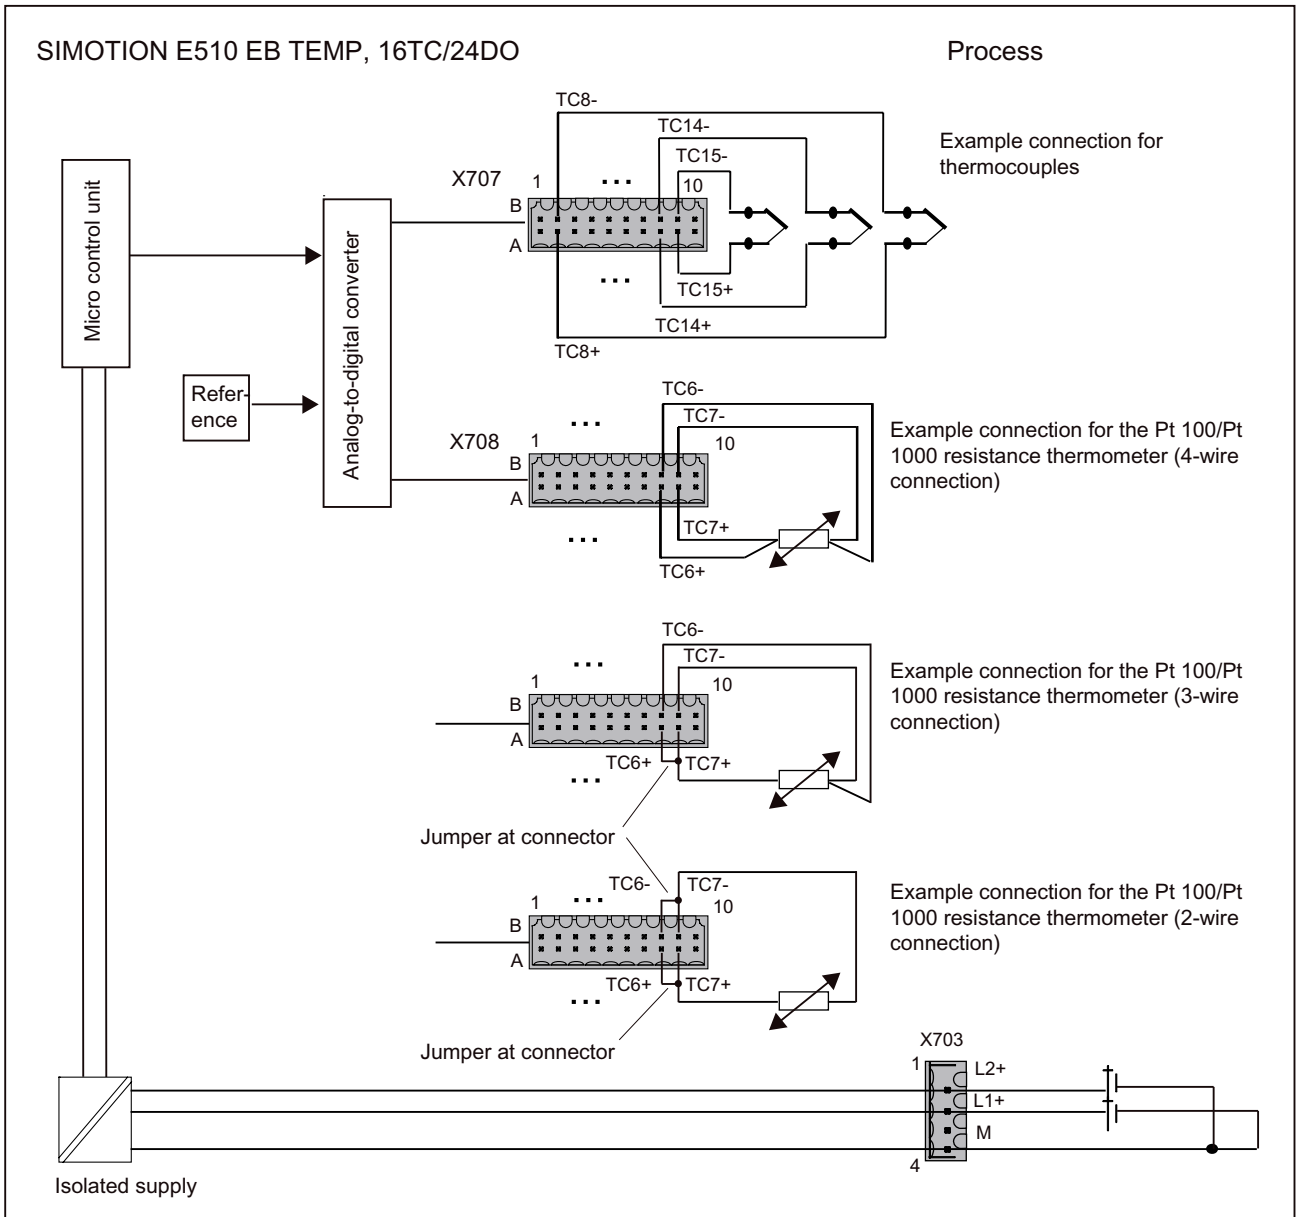 SIMOTION E510 EB TEMP, 16TC/24DO
Process
TC8-
TC14-
TC15-
Example connection for
thermocouples
X707
1
...
10
B
A
...
TC15+
TC14+
TC8+
Micro control unit
Analog-to-digital converter
Refer-
ence
TC6-
TC7-
...
X708
1
10
B
A
...
TC7+
TC6+
Example connection for the Pt 100/Pt
1000 resistance thermometer (4-wire
connection)
TC6-
TC7-
...
1
10
B
A
TC6+
TC7+
...
Example connection for the Pt 100/Pt
1000 resistance thermometer (3-wire
connection)
Jumper at connector
TC6-
TC7-
1
...
10
B
A
TC6+
TC7+
...
Example connection for the Pt 100/Pt
1000 resistance thermometer (2-wire
connection)
Jumper at connector
X703
1
L2+
L1+
M
4
Isolated supply